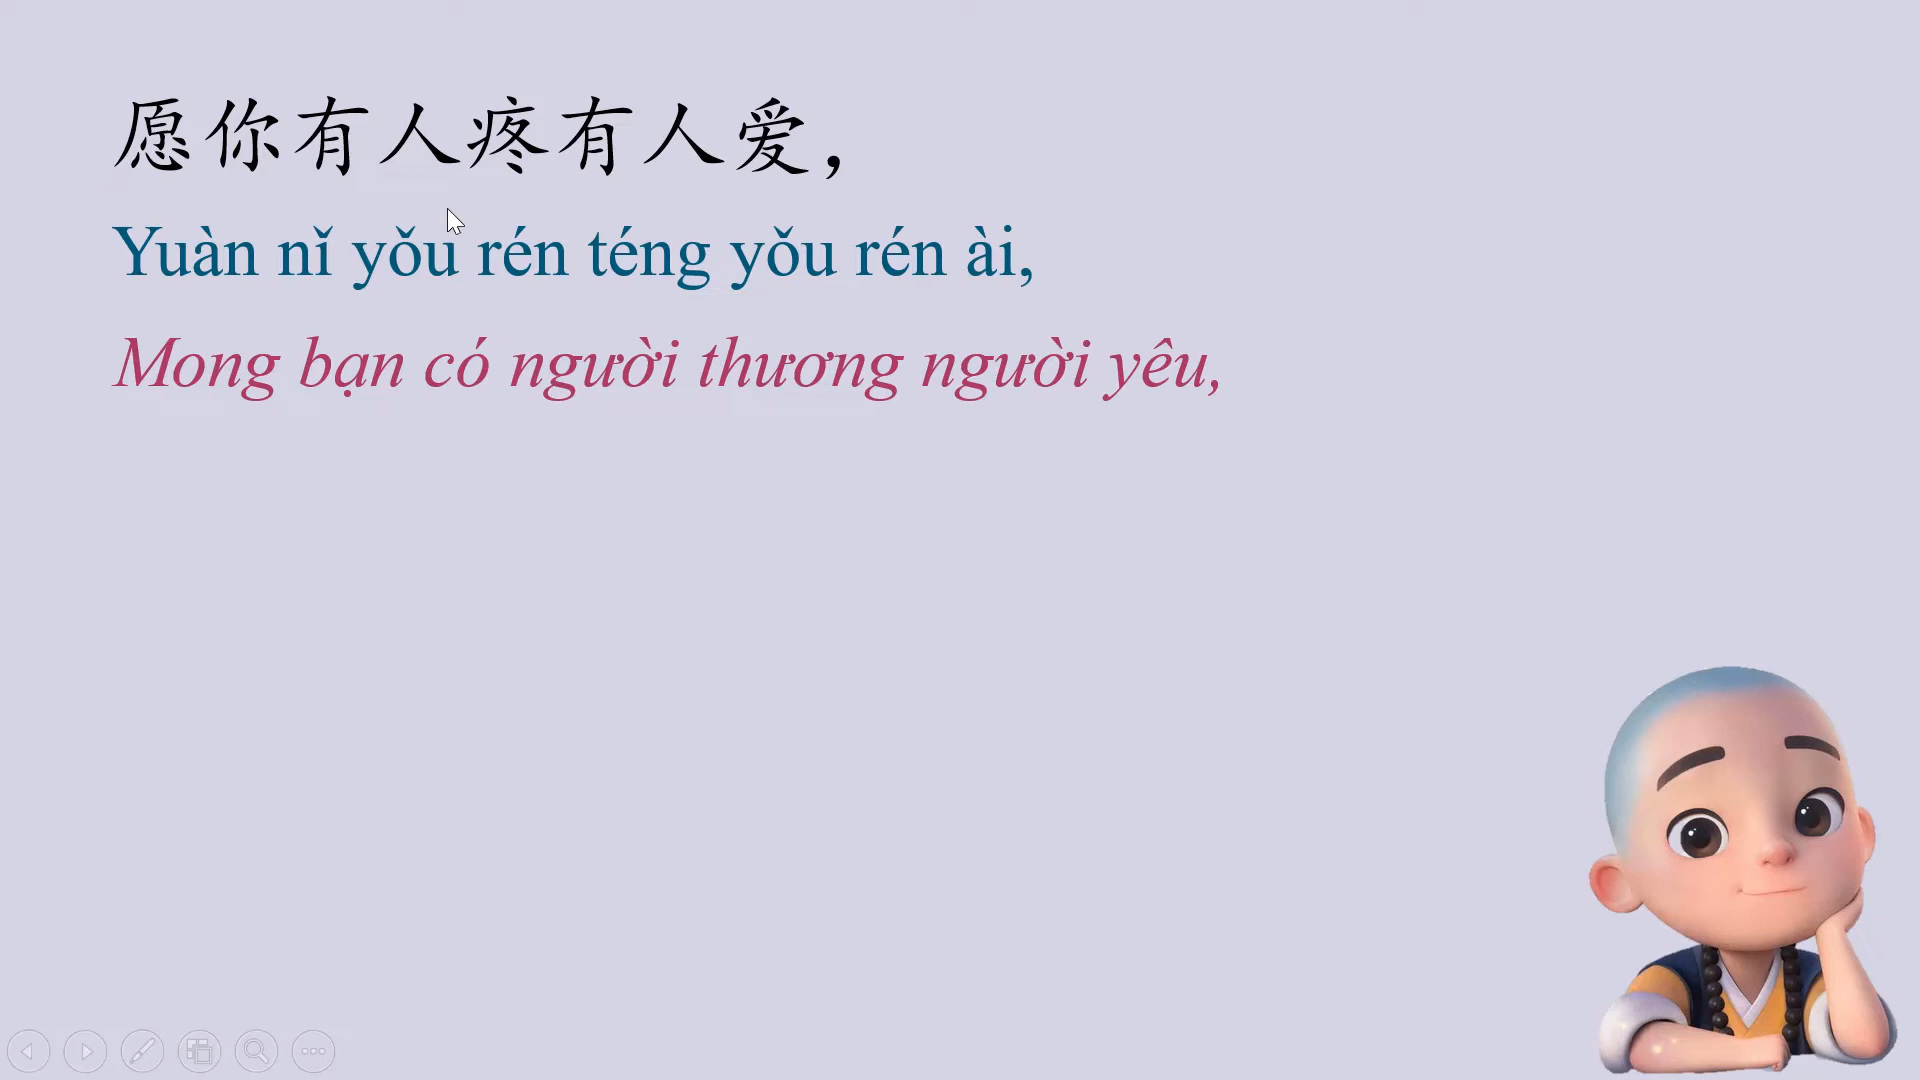 愿你有人疼有人爱，
Yuàn nǐ yǒu rén téng yǒu rén ài,
Mong bạn có người thương người yêu,